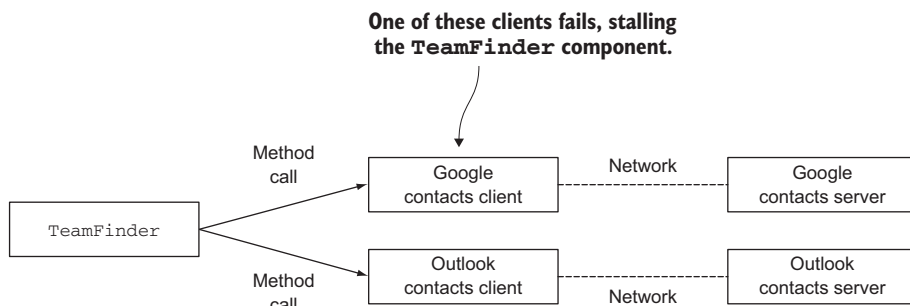 One of these clients fails, stalling
the TeamFinder component.
Method
call
Google
contacts client
Network
Google
contacts server
TeamFinder
Outlook
contacts client
Outlook
contacts server
Method
call
Network